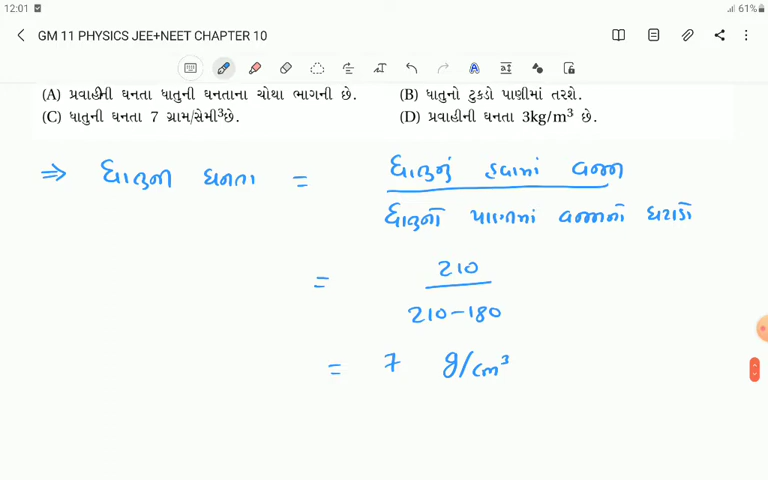 12:01
61%
GM 11 PHYSICS JEE+NEET CHAPTER 10
(A) પ્રવાહીની ઘનતા ધાતુની ઘનતાના ચોથા ભાગની છે. (B) ધાતુનો ટુકડો પાણીમાં તરશે.
(C) ધાતુની ઘનતા 7 ગ્રામ/સેમી³છે. (D) પ્રવાહીની ઘનતા 3kg/m³ છે.
⇒ ધાતુની ઘનતા = ધાતુનું હવામાં વજન
ધાતુનો પાણીમાં વજનનો ઘટાડો
= 210
210-180
= 7 g/cm³